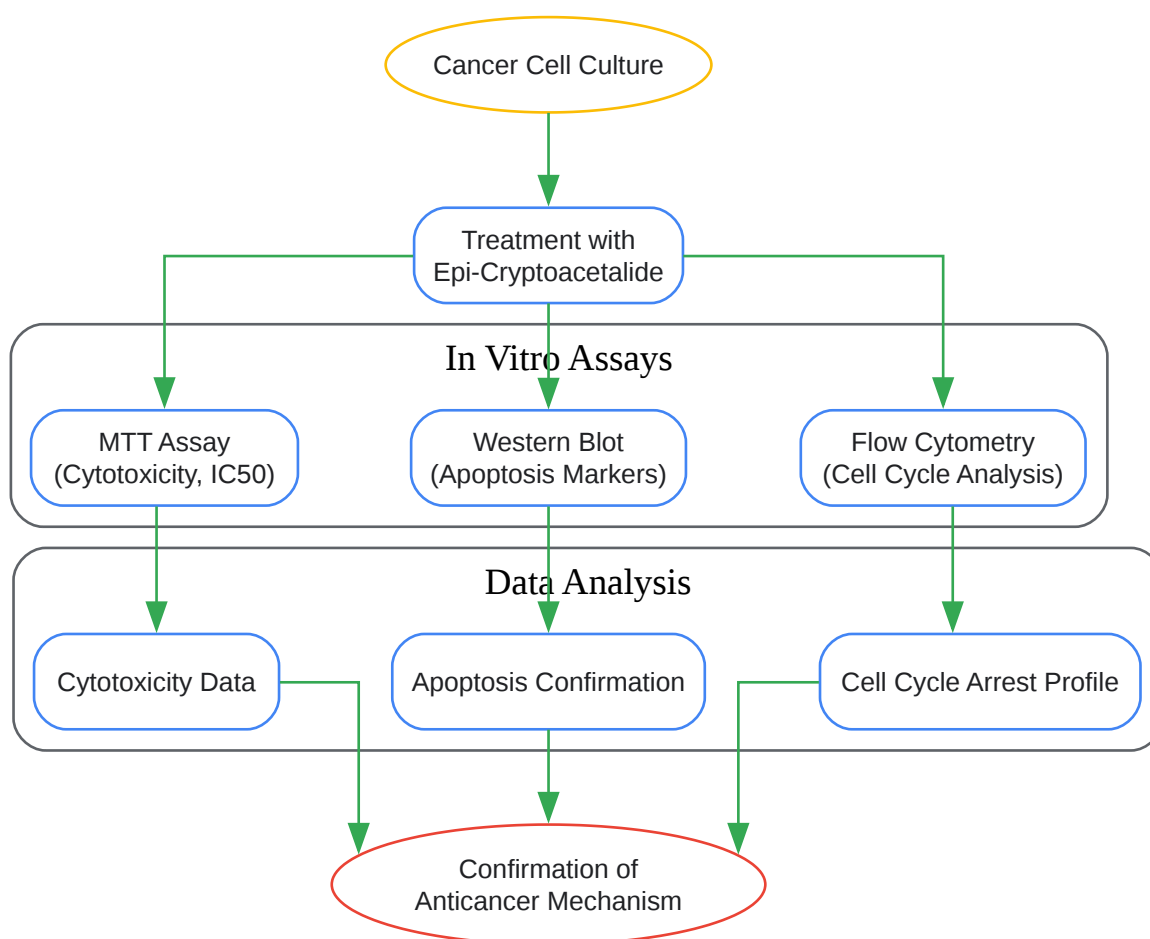 Cancer Cell Culture
Treatment with
Epi-Cryptoacetalide
In Vitro Assays
MTT Assay
(Cytotoxicity, IC50)
Western Blot
(Apoptosis Markers)
Flow Cytometry
(Cell Cycle Analysis)
Data Analysis
Cytotoxicity Data
Apoptosis Confirmation
Cell Cycle Arrest Profile
Confirmation of
Anticancer Mechanism